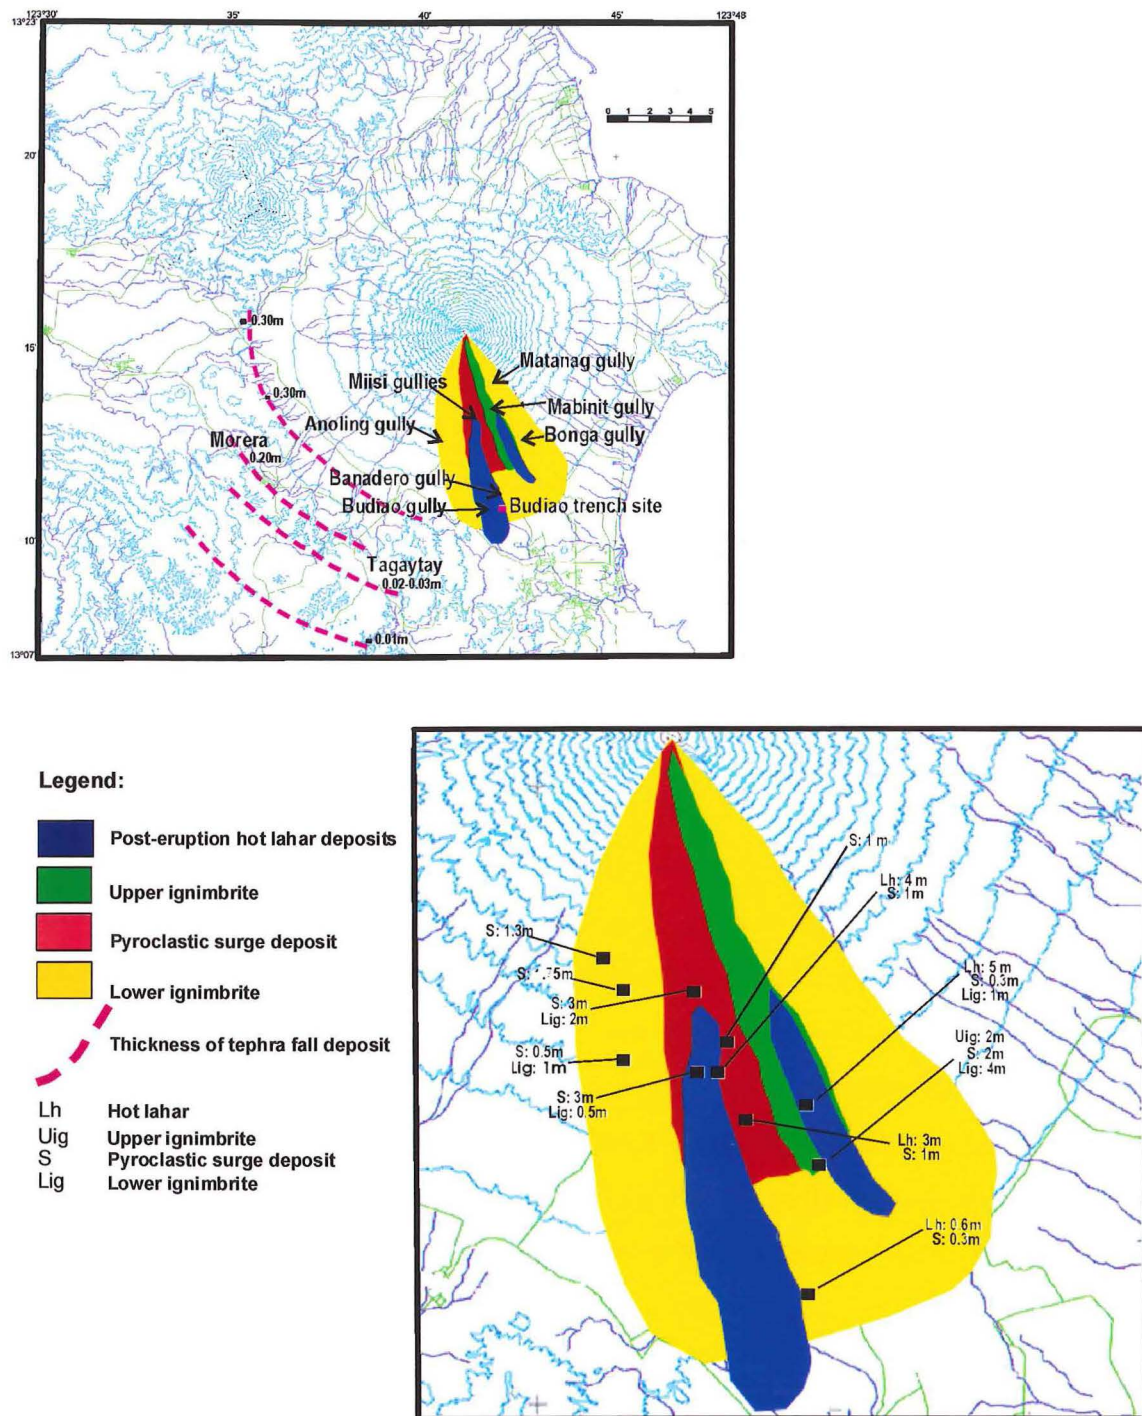 123°30' 35' 40' 45' 123°48'
13°23'
0 1 2 3 4 5
20'
15'
10'
13°07'
0.30m
0.30m
Morera
0.20m
Tagaytay
0.02-0.03m
0.01m
Matanag gully
Miisi gullies
Mabinit gully
Anoling gully
Bonga gully
Banadero gully
Budiao gully
Budiao trench site
Legend:
Post-eruption hot lahar deposits
Upper ignimbrite
Pyroclastic surge deposit
Lower ignimbrite
Thickness of tephra fall deposit
Lh Hot lahar
Uig Upper ignimbrite
S Pyroclastic surge deposit
Lig Lower ignimbrite
S: 1 m
Lh: 4 m
S: 1m
S: 1.3m
S: 1.75m
S: 3m
Lig: 2m
Lh: 5 m
S: 0.3m
Lig: 1m
Uig: 2m
S: 2m
Lig: 4m
S: 0.5m
Lig: 1m
S: 3m
Lig: 0.5m
Lh: 3m
S: 1m
Lh: 0.6m
S: 0.3m